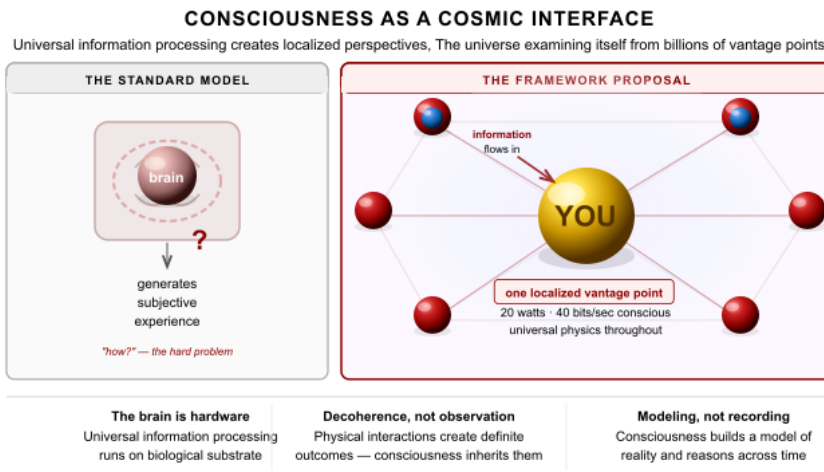 CONSCIOUSNESS AS A COSMIC INTERFACE
Universal information processing creates localized perspectives, The universe examining itself from billions of vantage points
THE STANDARD MODEL
brain
?
generates
subjective
experience
"how?" — the hard problem
THE FRAMEWORK PROPOSAL
information
flows in
YOU
one localized vantage point
20 watts · 40 bits/sec conscious
universal physics throughout
The brain is hardware
Universal information processing
runs on biological substrate
Decoherence, not observation
Physical interactions create definite
outcomes — consciousness inherits them
Modeling, not recording
Consciousness builds a model of
reality and reasons across time